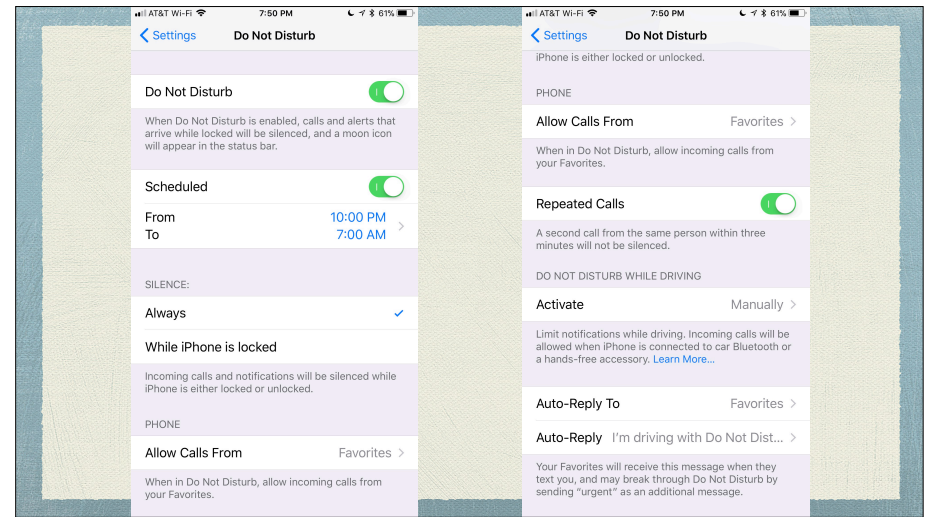 AT&T Wi-Fi 7:50 PM 61%
Settings Do Not Disturb
Do Not Disturb
When Do Not Disturb is enabled, calls and alerts that
arrive while locked will be silenced, and a moon icon
will appear in the status bar.
Scheduled
From 10:00 PM
To 7:00 AM
SILENCE:
Always
While iPhone is locked
Incoming calls and notifications will be silenced while
iPhone is either locked or unlocked.
PHONE
Allow Calls From Favorites
When in Do Not Disturb, allow incoming calls from
your Favorites.
AT&T Wi-Fi 7:50 PM 61%
Settings Do Not Disturb
iPhone is either locked or unlocked.
PHONE
Allow Calls From Favorites
When in Do Not Disturb, allow incoming calls from
your Favorites.
Repeated Calls
A second call from the same person within three
minutes will not be silenced.
DO NOT DISTURB WHILE DRIVING
Activate Manually
Limit notifications while driving. Incoming calls will be
allowed when iPhone is connected to car Bluetooth or
a hands-free accessory. Learn More...
Auto-Reply To Favorites
Auto-Reply I'm driving with Do Not Dist...
Your Favorites will receive this message when they
text you, and may break through Do Not Disturb by
sending “urgent” as an additional message.